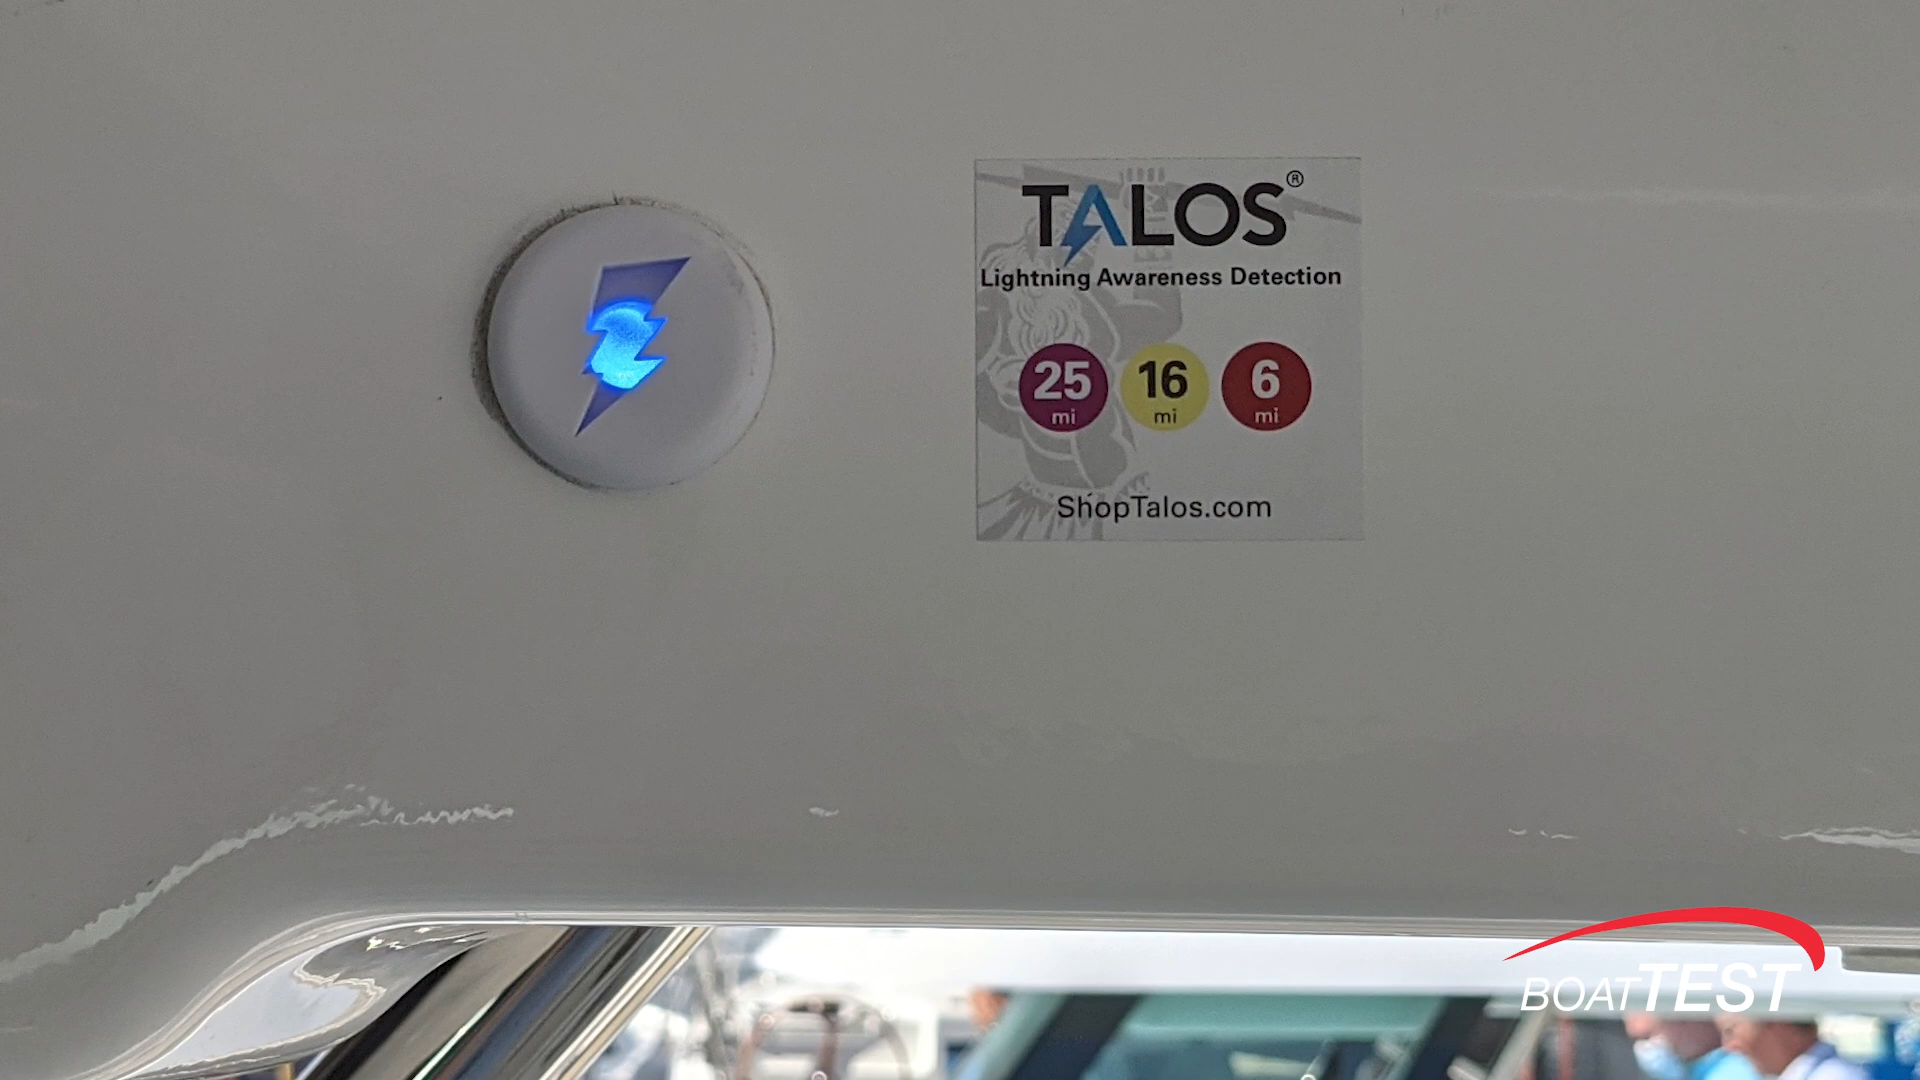 TALOS®
Lightning Awareness Detection
25 16 6
mi mi mi
ShopTalos.com
BOATTEST